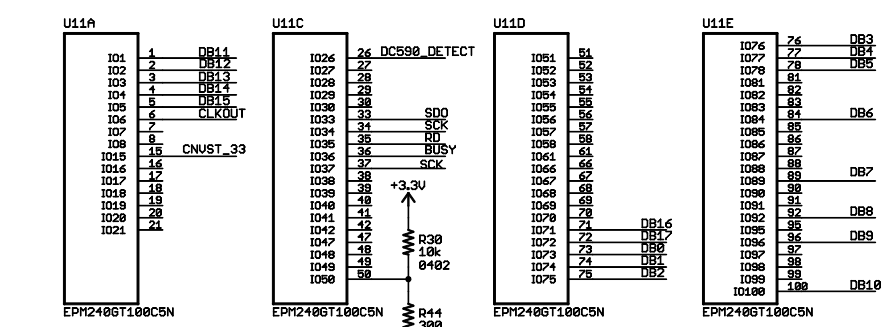 U11A
IO1 1 DB11
IO2 2 DB12
IO3 3 DB13
IO4 4 DB14
IO5 5 DB15
IO6 6 CLKOUT
IO7 7
IO8 8
IO15 15 CNVST_33
IO16 16
IO17 17
IO18 18
IO19 19
IO20 20
IO21 21
EPM240GT100C5N
U11C
IO26 26 DC590_DETECT
IO27 27
IO28 28
IO29 29
IO30 30
IO33 33 SDO
IO34 34 SCK
IO35 35 RD
IO36 36 BUSY
IO37 37 SCK
IO38 38
IO39 39
IO40 40
IO41 41
IO42 42
IO47 47
IO48 48
IO49 49
IO50 50
+3.3V
R30
10k
0402
R44
300
EPM240GT100C5N
U11D
IO51 51
IO52 52
IO53 53
IO54 54
IO55 55
IO56 56
IO57 57
IO58 58
IO61 61
IO66 66
IO67 67
IO68 68
IO69 69
IO70 70
IO71 71 DB16
IO72 72 DB17
IO73 73 DB0
IO74 74 DB1
IO75 75 DB2
EPM240GT100C5N
U11E
IO76 76 DB3
IO77 77 DB4
IO78 78 DB5
IO81 81
IO82 82
IO83 83
IO84 84 DB6
IO85 85
IO86 86
IO87 87
IO88 88
IO89 89 DB7
IO90 90
IO91 91
IO92 92 DB8
IO95 95
IO96 96 DB9
IO97 97
IO98 98
IO99 99
IO100 100 DB10
EPM240GT100C5N